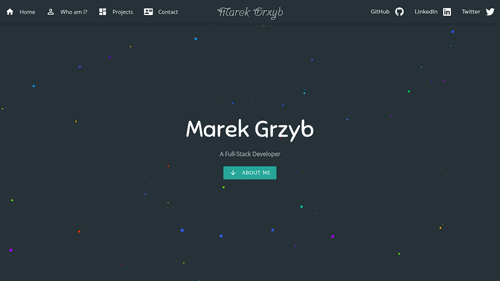 Home Who am I? Projects Contact Marek Grzyb GitHub LinkedIn Twitter
Marek Grzyb
A Full-Stack Developer
ABOUT ME